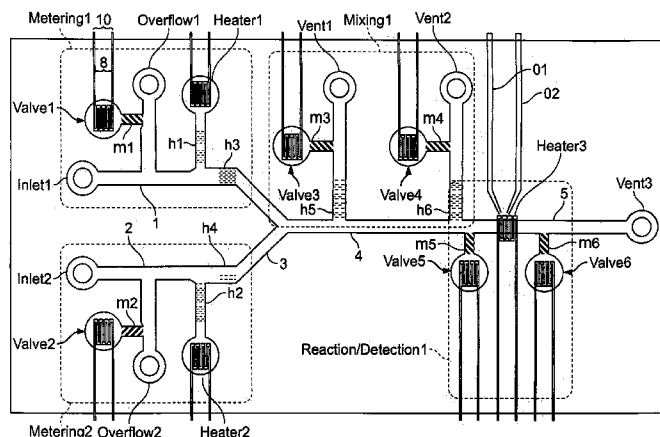 Metering1
10
Overflow1
Heater1
Vent1
Mixing1
Vent2
8
01
02
Valve1
m1
h1
h3
m3
m4
Heater3
Inlet1
Valve3
Valve4
1
h5
h6
5
Vent3
2
h4
3
4
m5
m6
Inlet2
h2
Valve5
Valve6
m2
Valve2
Reaction/Detection1
Metering2
Overflow2
Heater2